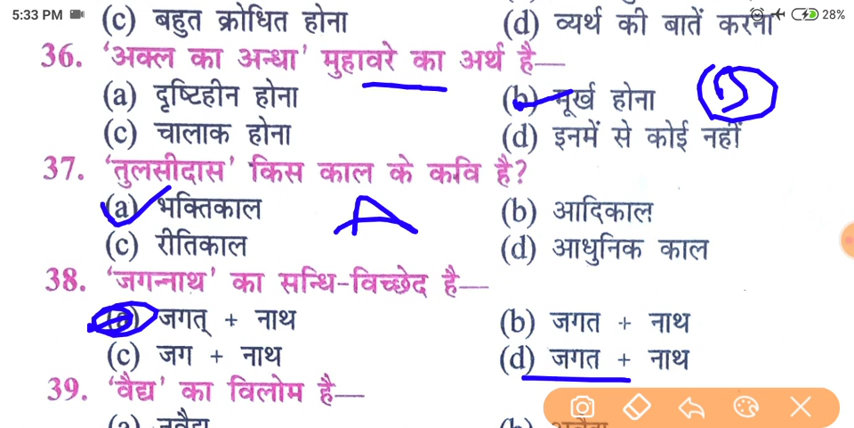 5:33 PM 28%
(c) बहुत क्रोधित होना (d) व्यर्थ की बातें करना
36. 'अक्ल का अन्धा' मुहावरे का अर्थ है—
(a) दृष्टिहीन होना (b) मूर्ख होना
(c) चालाक होना (d) इनमें से कोई नहीं
37. 'तुलसीदास' किस काल के कवि है?
(a) भक्तिकाल A (b) आदिकाल
(c) रीतिकाल (d) आधुनिक काल
38. 'जगन्नाथ' का सन्धि-विच्छेद है—
(a) जगत् + नाथ (b) जगत + नाथ
(c) जग + नाथ (d) जगत + नाथ
39. 'वैद्य' का विलोम है—